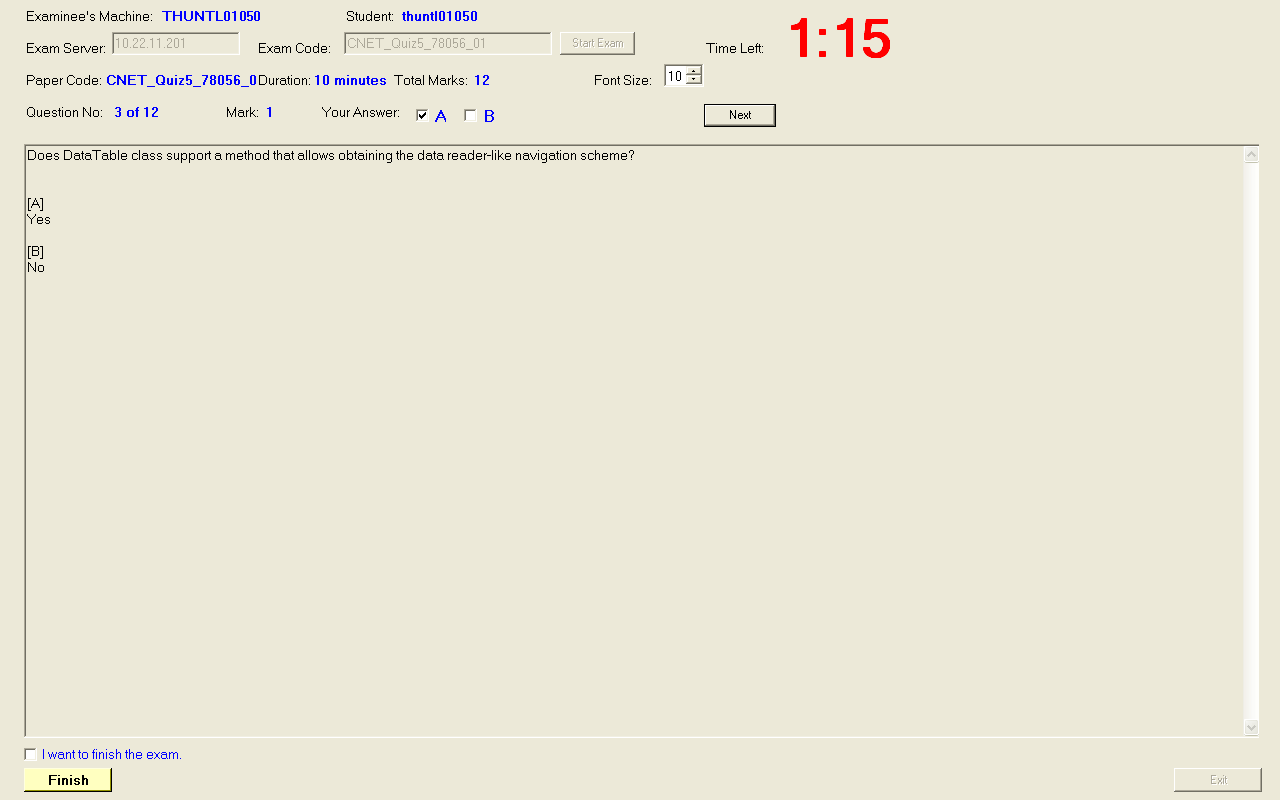 Examinee's Machine: THUNTL01050 Student: thuntl01050
1:15
Exam Server: 10.22.11.201 Exam Code: CNET_Quiz5_78056_01 Start Exam Time Left:
Paper Code: CNET_Quiz5_78056_0 Duration: 10 minutes Total Marks: 12 Font Size: 10
Question No: 3 of 12 Mark: 1 Your Answer: A B Next
Does DataTable class support a method that allows obtaining the data reader-like navigation scheme?
[A]
Yes
[B]
No
I want to finish the exam.
Finish Exit